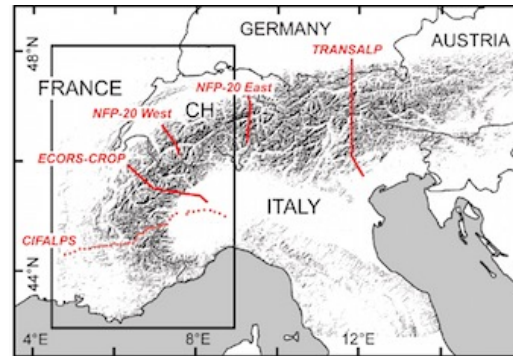 GERMANY
48°N
TRANSALP
AUSTRIA
FRANCE
NFP-20 East
CH
NFP-20 West
ECORS-CROP
ITALY
CIFALPS
44°N
4°E
8°E
12°E